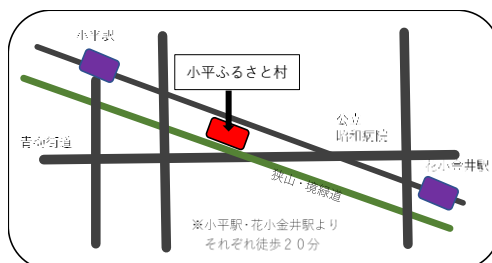 小平駅
小平ふるさと村
公立
昭和病院
青梅街道
花小金井駅
狭山・境緑道
※小平駅・花小金井駅より
それぞれ徒歩２０分